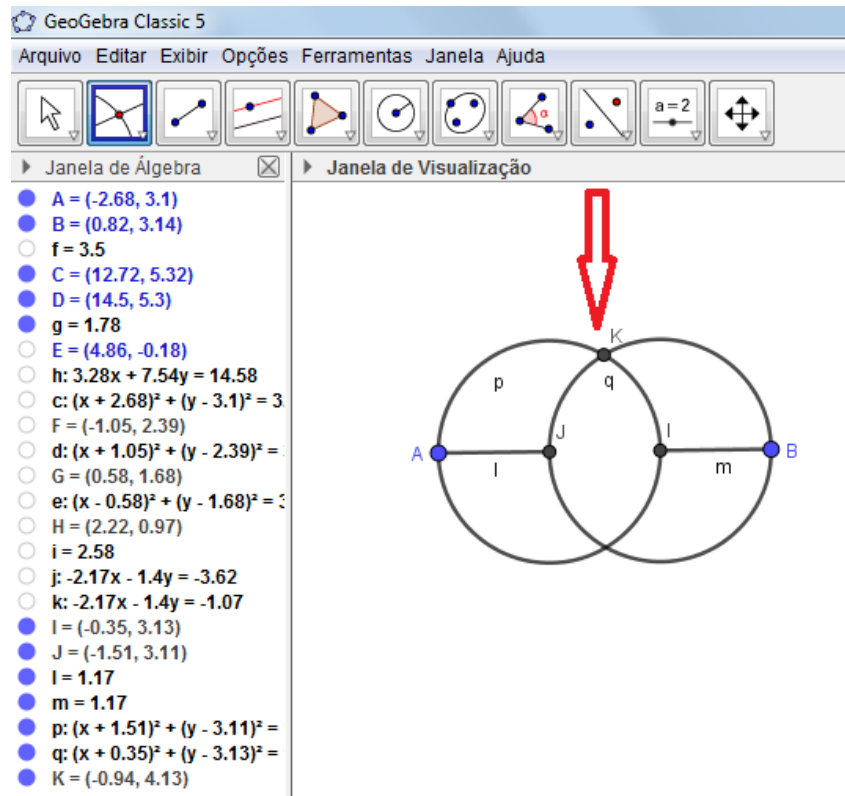 GeoGebra Classic 5
Arquivo Editar Exibir Opções Ferramentas Janela Ajuda
α
a = 2
Janela de Álgebra
Janela de Visualização
A = (-2.68, 3.1)
B = (0.82, 3.14)
f = 3.5
C = (12.72, 5.32)
D = (14.5, 5.3)
g = 1.78
E = (4.86, -0.18)
h: 3.28x + 7.54y = 14.58
c: (x + 2.68)² + (y - 3.1)² = 3.
F = (-1.05, 2.39)
d: (x + 1.05)² + (y - 2.39)² =
G = (0.58, 1.68)
e: (x - 0.58)² + (y - 1.68)² = 3
H = (2.22, 0.97)
i = 2.58
j: -2.17x - 1.4y = -3.62
k: -2.17x - 1.4y = -1.07
I = (-0.35, 3.13)
J = (-1.51, 3.11)
l = 1.17
m = 1.17
p: (x + 1.51)² + (y - 3.11)² =
q: (x + 0.35)² + (y - 3.13)² =
K = (-0.94, 4.13)
K
p
q
J
I
A
B
l
m